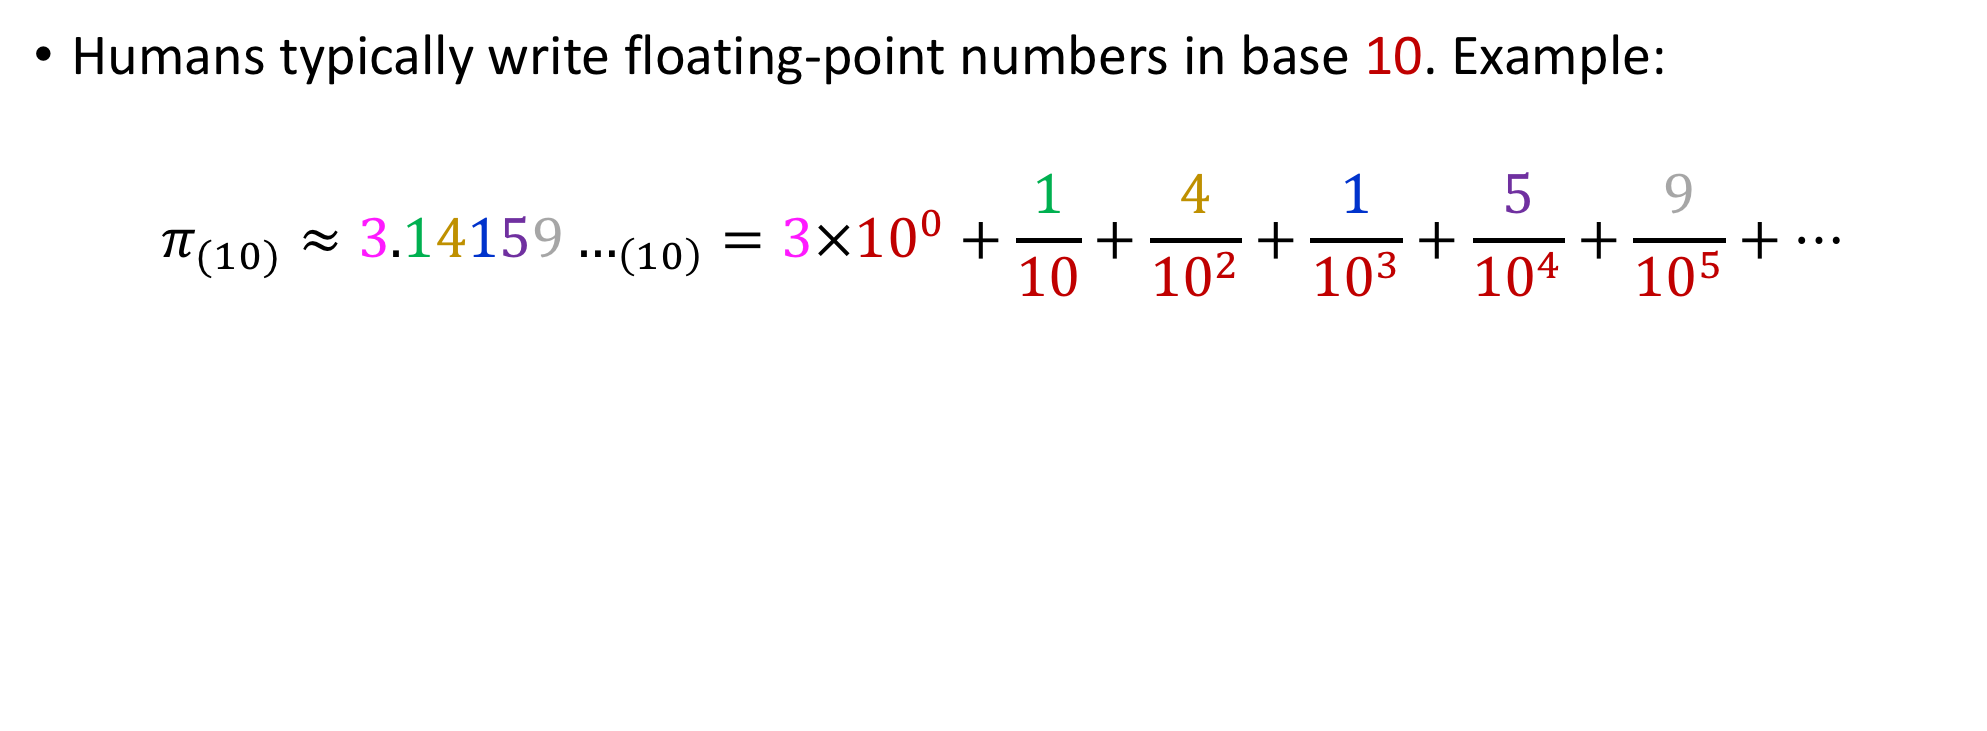 • Humans typically write floating-point numbers in base 10. Example:
π₍₁₀₎ ≈ 3.14159 …₍₁₀₎ = 3×10⁰ + 1/10 + 4/10² + 1/10³ + 5/10⁴ + 9/10⁵ + ⋯